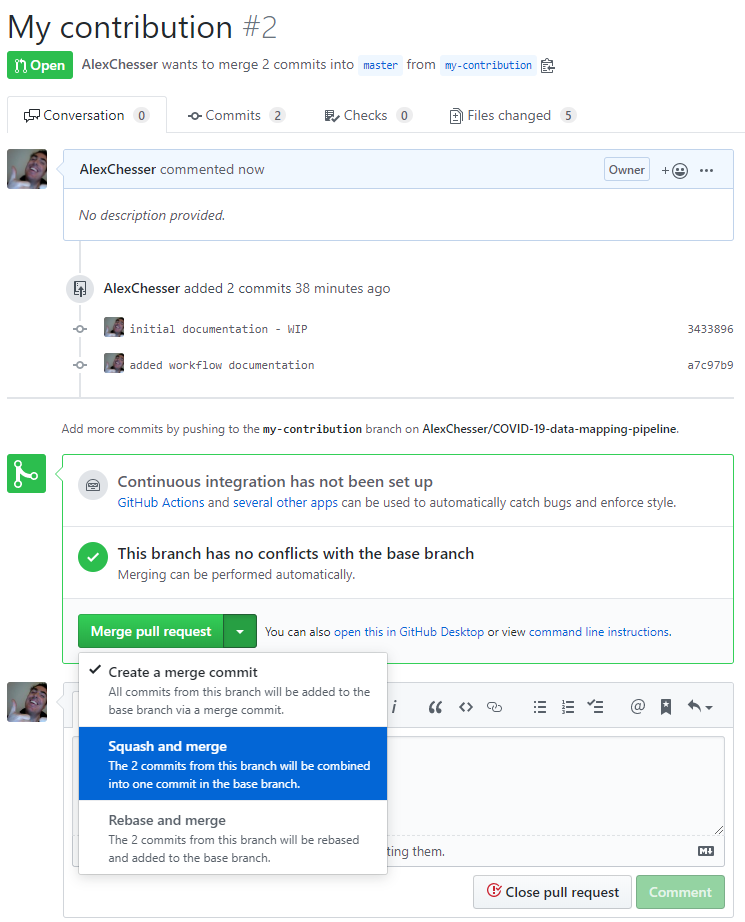 My contribution #2
Open AlexChesser wants to merge 2 commits into master from my-contribution
Conversation 0 Commits 2 Checks 0 Files changed 5
AlexChesser commented now Owner
No description provided.
AlexChesser added 2 commits 38 minutes ago
initial documentation - WIP 3433896
added workflow documentation a7c97b9
Add more commits by pushing to the my-contribution branch on AlexChesser/COVID-19-data-mapping-pipeline.
Continuous integration has not been set up
GitHub Actions and several other apps can be used to automatically catch bugs and enforce style.
This branch has no conflicts with the base branch
Merging can be performed automatically.
Merge pull request You can also open this in GitHub Desktop or view command line instructions.
Create a merge commit
All commits from this branch will be added to the
base branch via a merge commit.
Squash and merge
The 2 commits from this branch will be combined
into one commit in the base branch.
Rebase and merge
The 2 commits from this branch will be rebased
and added to the base branch.
them.
Close pull request Comment